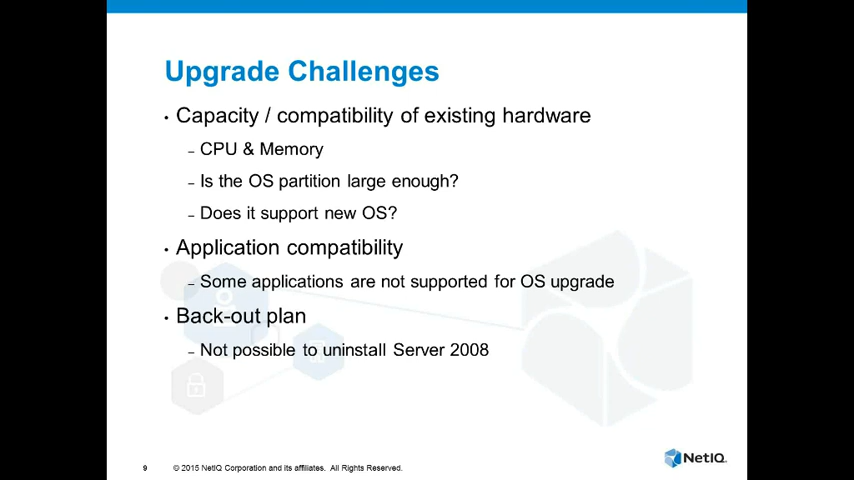 Upgrade Challenges
• Capacity / compatibility of existing hardware
– CPU & Memory
– Is the OS partition large enough?
– Does it support new OS?
• Application compatibility
– Some applications are not supported for OS upgrade
• Back-out plan
– Not possible to uninstall Server 2008
9 © 2015 NetIQ Corporation and its affiliates. All Rights Reserved.
NetIQ.